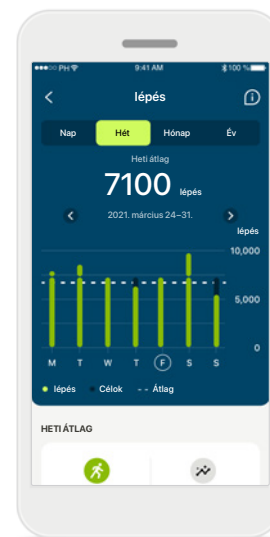 PH 9:41 AM 100 %
lépés
Nap Hét Hónap Év
Heti átlag
7100 lépés
2021. március 24–31.
lépés
10,000
5,000
0
M T W T F S S
lépés Célok -- Átlag
HETI ÁTLAG